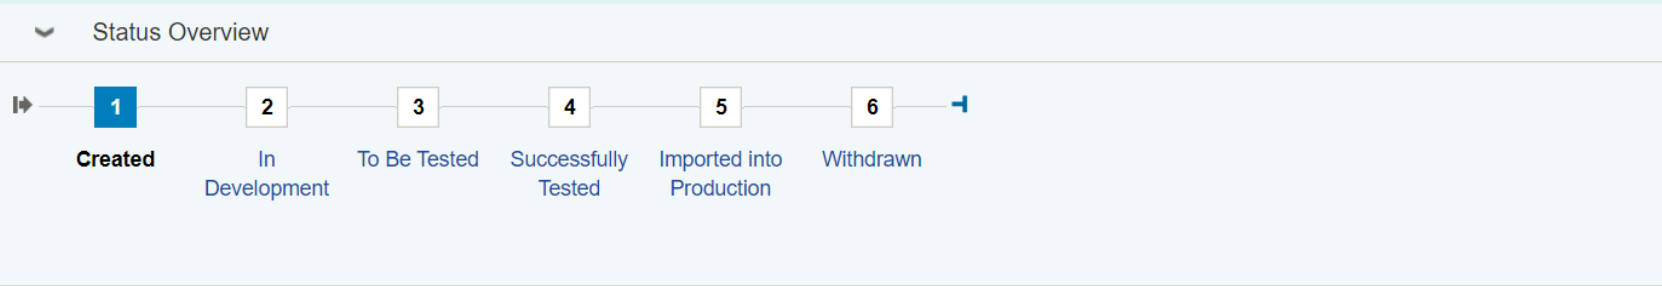 Status Overview
1 2 3 4 5 6
Created In To Be Tested Successfully Imported into Withdrawn
Development Tested Production